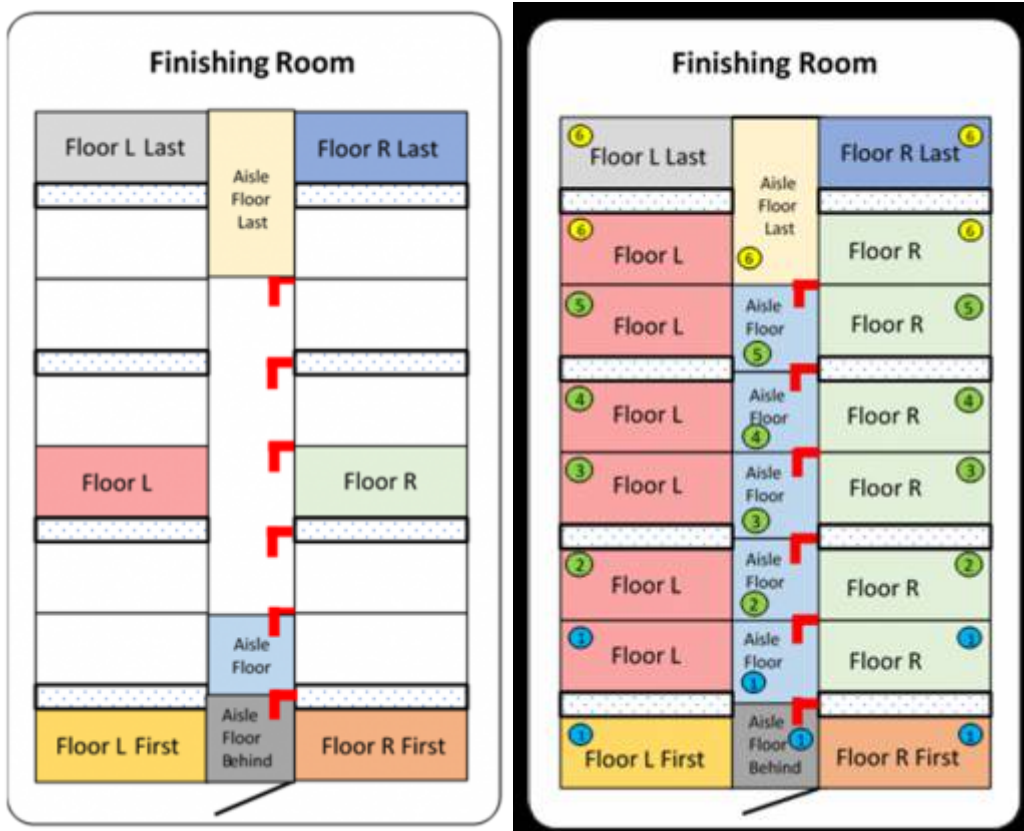 Finishing Room
Floor L Last
Aisle
Floor
Last
Floor R Last
Floor L
Floor R
Aisle
Floor
Floor L First
Aisle
Floor
Behind
Floor R First
Finishing Room
6
Floor L Last
Aisle
Floor
Last
6
Floor R Last
6
6
Floor L
6
Floor R
5
Floor L
Aisle
Floor
5
5
Floor R
4
Floor L
Aisle
Floor
4
4
Floor R
3
Floor L
Aisle
Floor
3
3
Floor R
2
Floor L
Aisle
Floor
2
2
Floor R
1
Floor L
Aisle
Floor
1
1
Floor R
1
Floor L First
Aisle
Floor
Behind
1
1
Floor R First